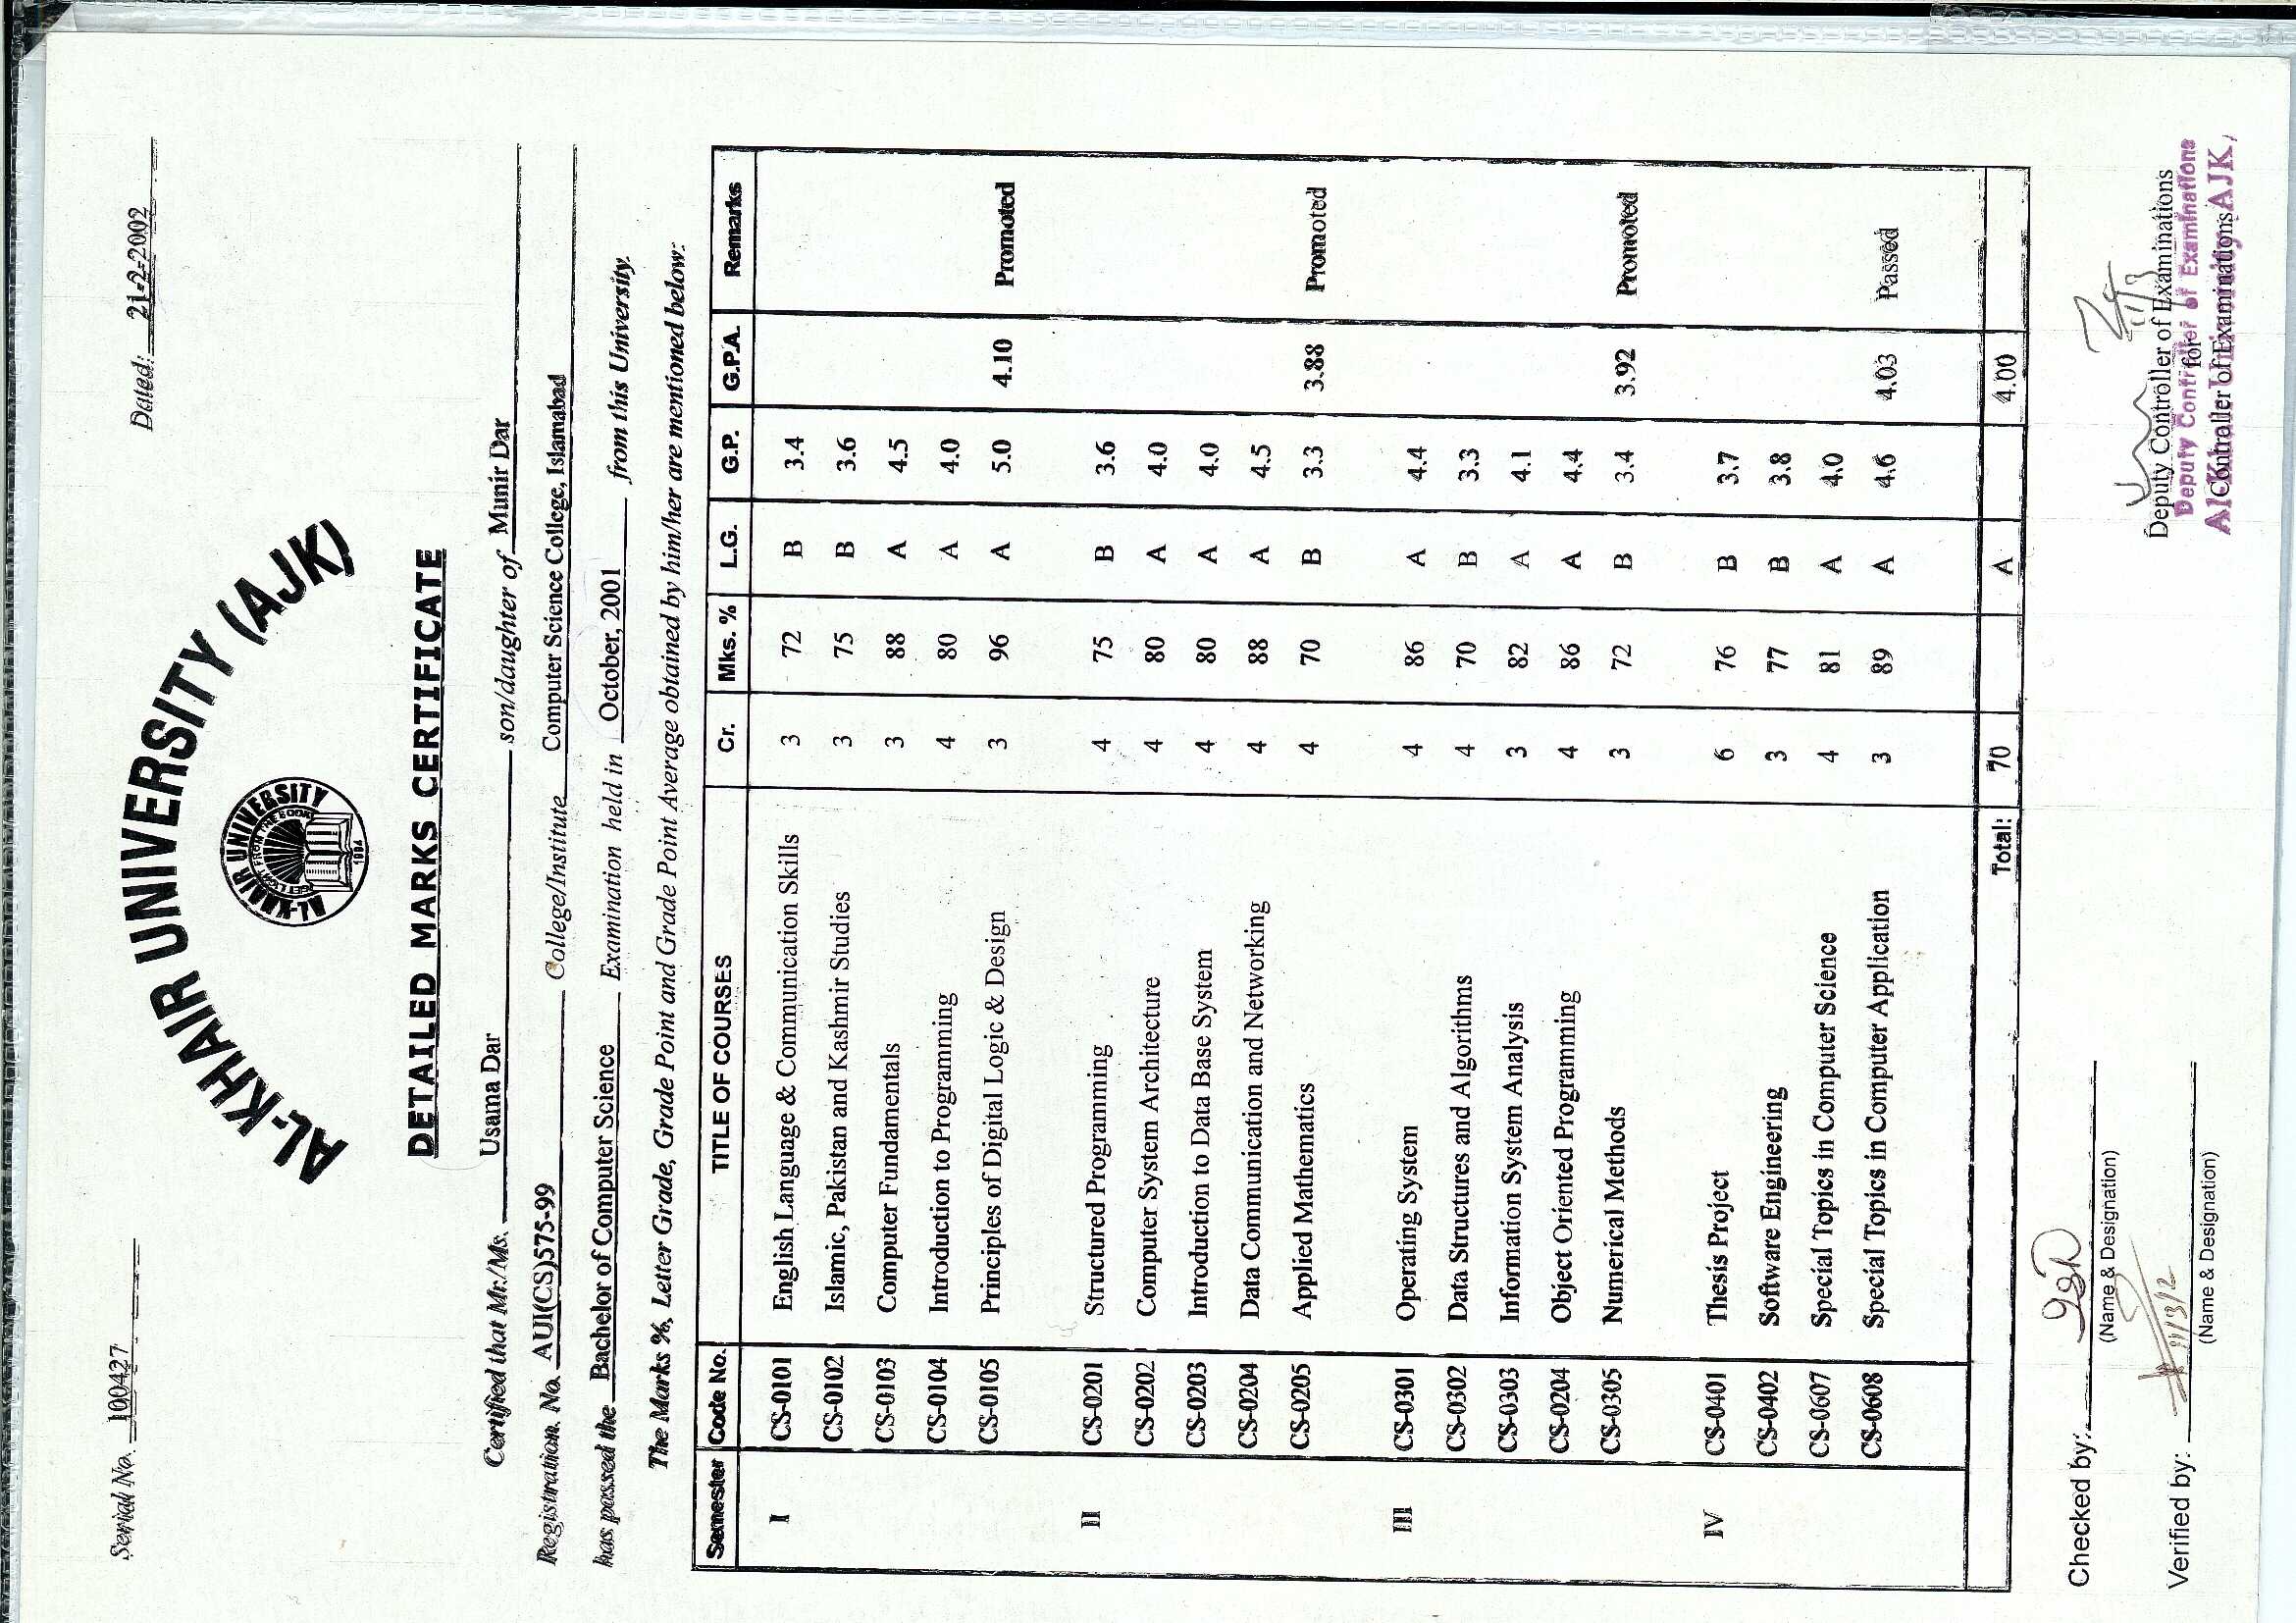 Serial No. 100427
Dated: 21-2-2002
AL-KHAIR UNIVERSITY (AJK)
AL-KHAIR UNIVERSITY
1994
DETAILED MARKS CERTIFICATE
Certified that Mr./Ms. Usama Dar son/daughter of Munir Dar
Registration. No. AU(CS)575-99 College/Institute Computer Science College, Islamabad
has passed the Bachelor of Computer Science Examination held in October, 2001 from this University.
The Marks %, Letter Grade, Grade Point and Grade Point Average obtained by him/her are mentioned below:
Semester Code No. TITLE OF COURSES Cr. Mks. % L.G. G.P. G.P.A. Remarks
I CS-0101 English Language & Communication Skills 3 72 B 3.4
CS-0102 Islamic, Pakistan and Kashmir Studies 3 75 B 3.6
CS-0103 Computer Fundamentals 3 88 A 4.5
CS-0104 Introduction to Programming 4 80 A 4.0
CS-0105 Principles of Digital Logic & Design 3 96 A 5.0 4.10 Promoted
II CS-0201 Structured Programming 4 75 B 3.6
CS-0202 Computer System Architecture 4 80 A 4.0
CS-0203 Introduction to Data Base System 4 80 A 4.0
CS-0204 Data Communication and Networking 4 88 A 4.5
CS-0205 Applied Mathematics 4 70 B 3.3 3.88 Promoted
III CS-0301 Operating System 4 86 A 4.4
CS-0302 Data Structures and Algorithms 4 70 B 3.3
CS-0303 Information System Analysis 3 82 A 4.1
CS-0204 Object Oriented Programming 4 86 A 4.4
CS-0305 Numerical Methods 3 72 B 3.4 3.92 Promoted
IV CS-0401 Thesis Project 6 76 B 3.7
CS-0402 Software Engineering 3 77 B 3.8
CS-0607 Special Topics in Computer Science 4 81 A 4.0
CS-0608 Special Topics in Computer Application 3 89 A 4.6 4.03 Passed
Total: 70 A 4.00
Checked by:
(Name & Designation)
Verified by:
(Name & Designation)
Deputy Controller of Examinations
for
Controller of Examinations
Deputy Controller of Examinations
Al-Khair University AJK,